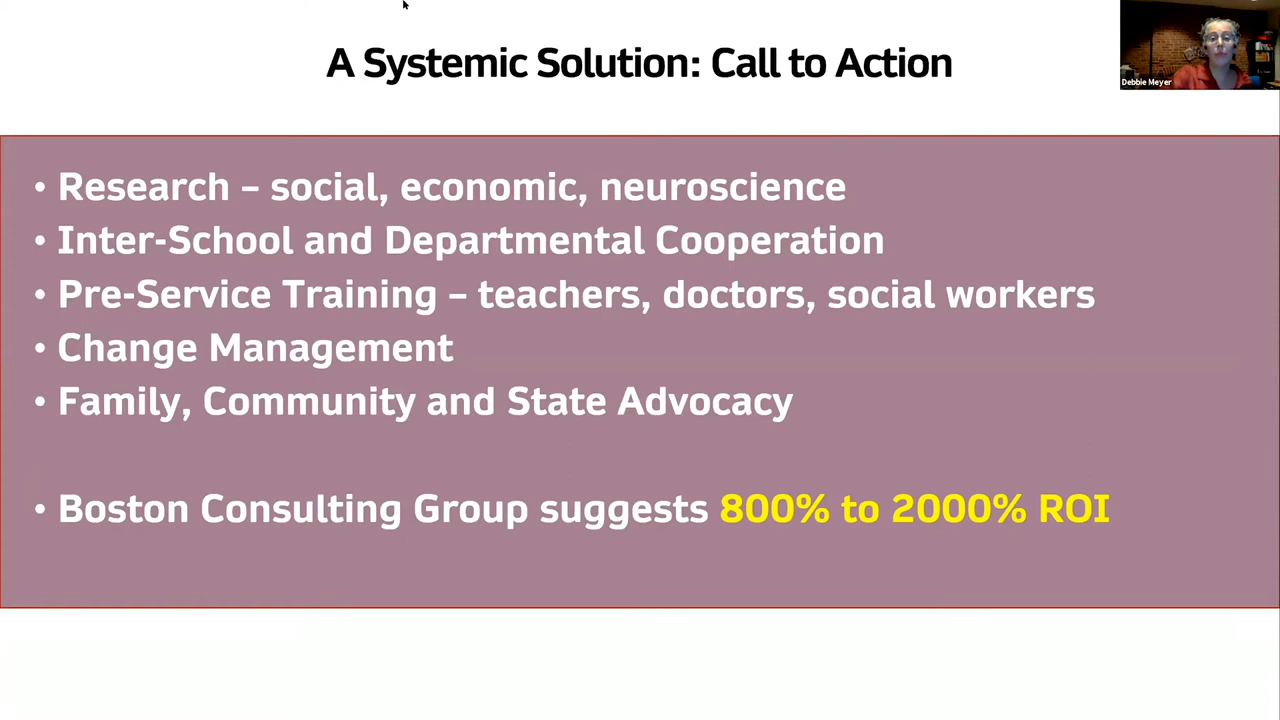 A Systemic Solution: Call to Action
Debbie Meyer
• Research – social, economic, neuroscience
• Inter-School and Departmental Cooperation
• Pre-Service Training – teachers, doctors, social workers
• Change Management
• Family, Community and State Advocacy
• Boston Consulting Group suggests 800% to 2000% ROI